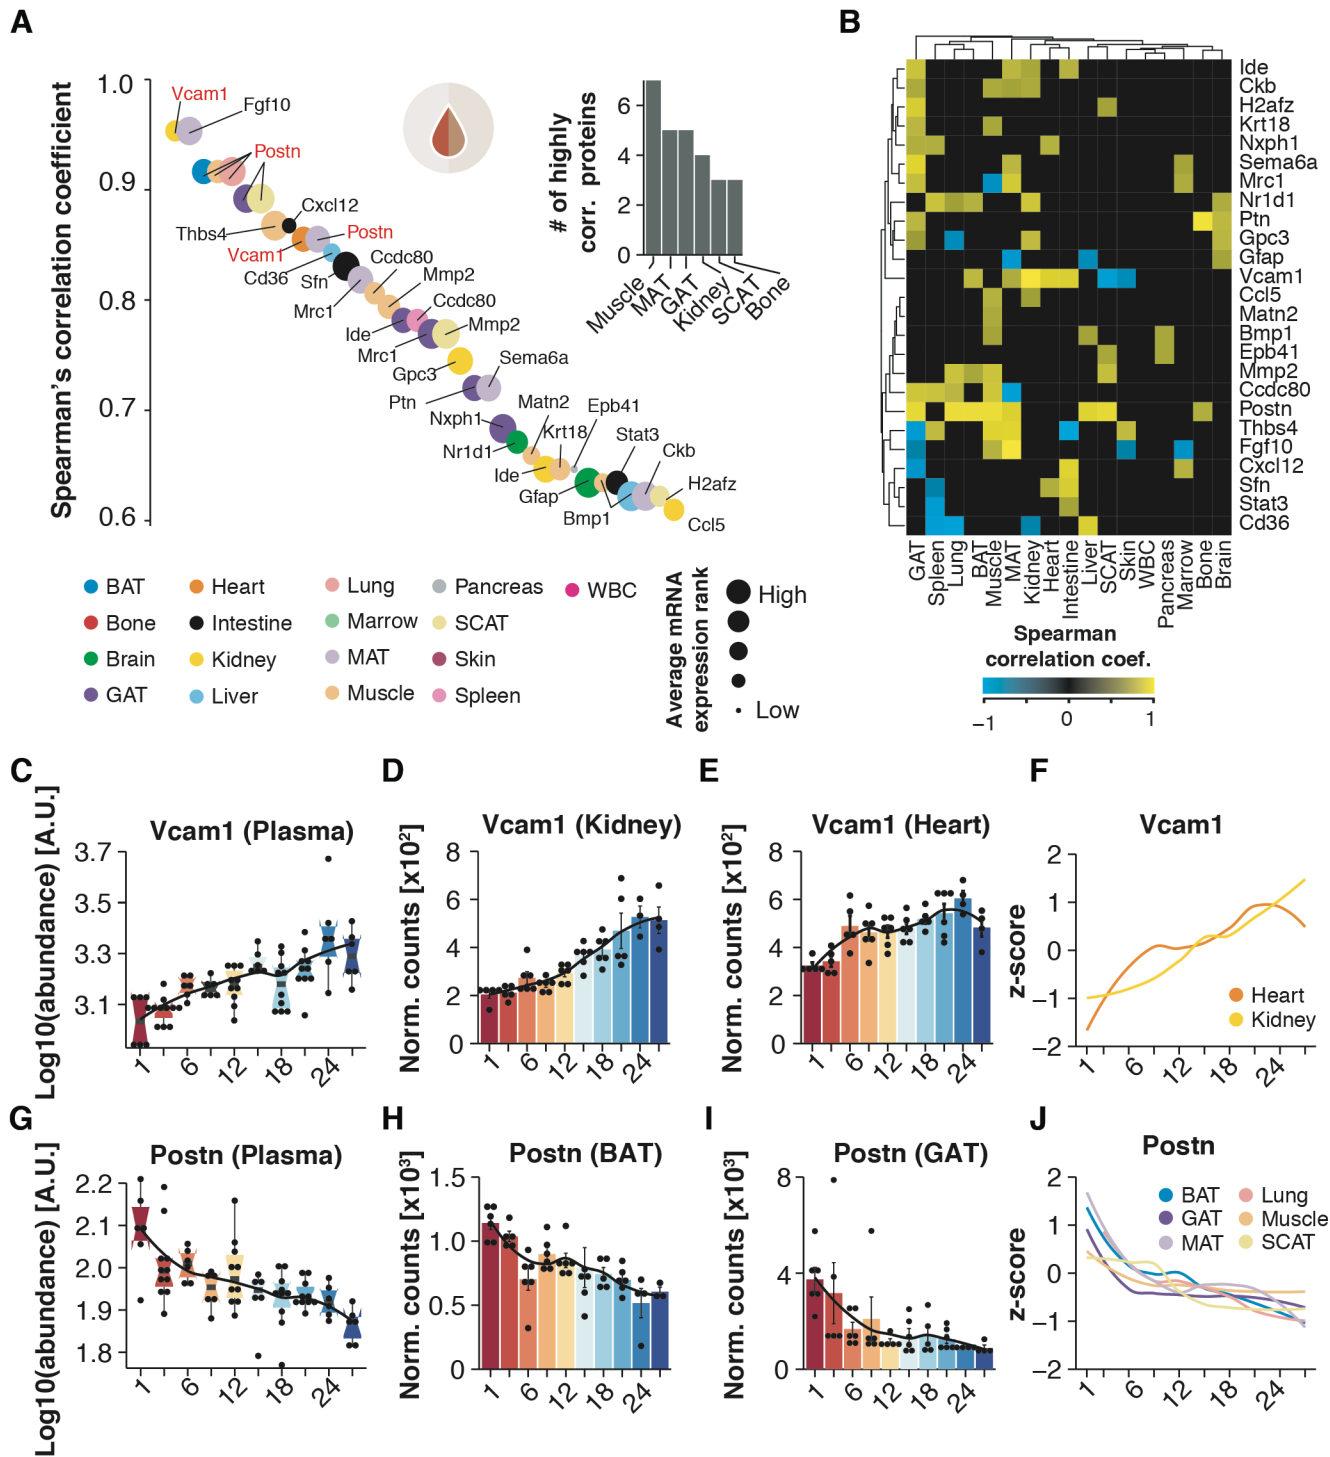 A
B
Spearman's correlation coefficient
1.0
0.9
0.8
0.7
0.6
Vcam1
Fgf10
Postn
Cxcl12
Thbs4
Postn
Vcam1
Cd36
Sfn
Ccdc80
Mrc1
Mmp2
Ccdc80
Ide
Mmp2
Mrc1
Gpc3
Sema6a
Ptn
Matn2
Nxph1
Epb41
Krt18
Nr1d1
Stat3
Ide
Ckb
Gfap
H2afz
Bmp1
Ccl5
# of highly
corr. proteins
6
4
2
0
Muscle
MAT
GAT
Kidney
SCAT
Bone
BAT
Heart
Lung
Pancreas
WBC
Bone
Intestine
Marrow
SCAT
Brain
Kidney
MAT
Skin
GAT
Liver
Muscle
Spleen
Average mRNA
expression rank
High
Low
Ide
Ckb
H2afz
Krt18
Nxph1
Sema6a
Mrc1
Nr1d1
Ptn
Gpc3
Gfap
Vcam1
Ccl5
Matn2
Bmp1
Epb41
Mmp2
Ccdc80
Postn
Thbs4
Fgf10
Cxcl12
Sfn
Stat3
Cd36
GAT
Spleen
Lung
BAT
Muscle
MAT
Kidney
Heart
Intestine
Liver
SCAT
Skin
WBC
Pancreas
Marrow
Bone
Brain
Spearman
correlation coef.
−1
0
1
C
Vcam1 (Plasma)
Log10(abundance) [A.U.]
3.7
3.5
3.3
3.1
1
6
12
18
24
D
Vcam1 (Kidney)
Norm. counts [x10²]
8
6
4
2
0
1
6
12
18
24
E
Vcam1 (Heart)
Norm. counts [x10²]
8
6
4
2
0
1
6
12
18
24
F
Vcam1
z-score
2
1
0
−1
−2
Heart
Kidney
1
6
12
18
24
G
Postn (Plasma)
Log10(abundance) [A.U.]
2.2
2.1
2.0
1.9
1.8
1
6
12
18
24
H
Postn (BAT)
Norm. counts [x10³]
1.5
1.0
0.5
0
1
6
12
18
24
I
Postn (GAT)
Norm. counts [x10³]
8
4
0
1
6
12
18
24
J
Postn
z-score
2
1
0
−1
−2
BAT
Lung
GAT
Muscle
MAT
SCAT
1
6
12
18
24